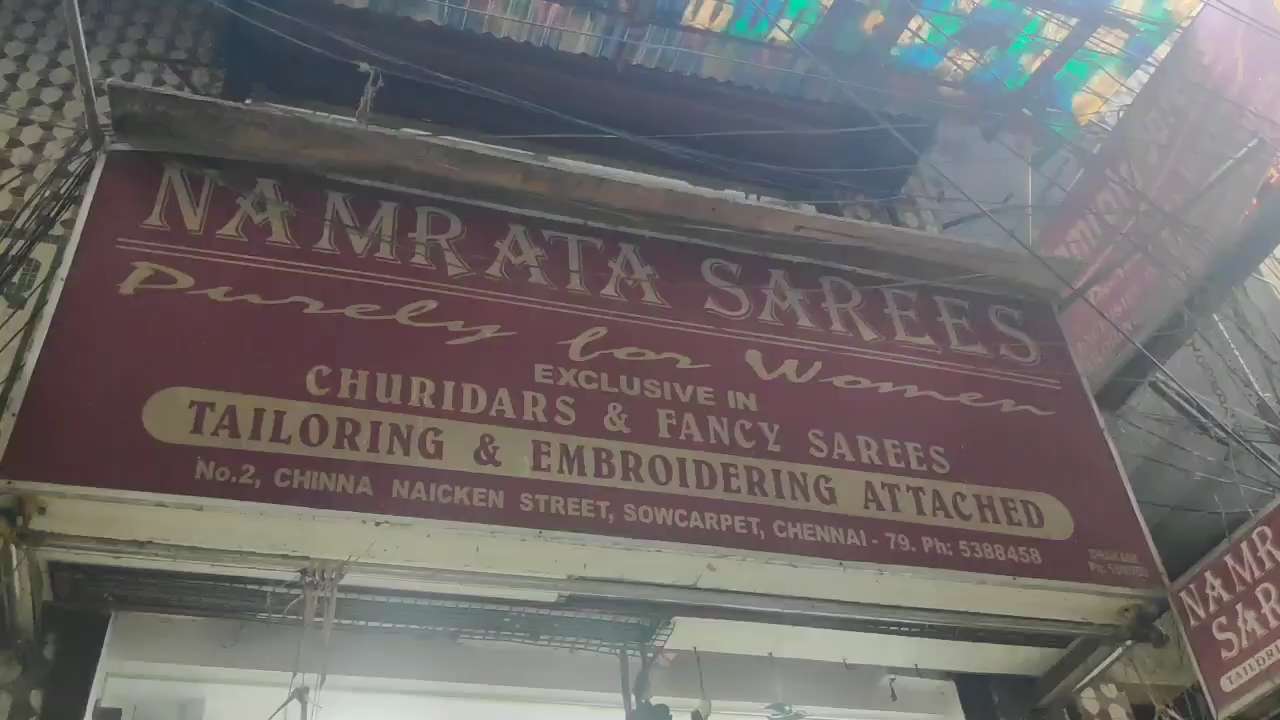 NAMRATA SAREES
Purely for Women
EXCLUSIVE IN
CHURIDARS & FANCY SAREES
TAILORING & EMBROIDERING ATTACHED
No.2, CHINNA NAICKEN STREET, SOWCARPET, CHENNAI - 79. Ph: 5388458
NAMR
SAR
TAILORI